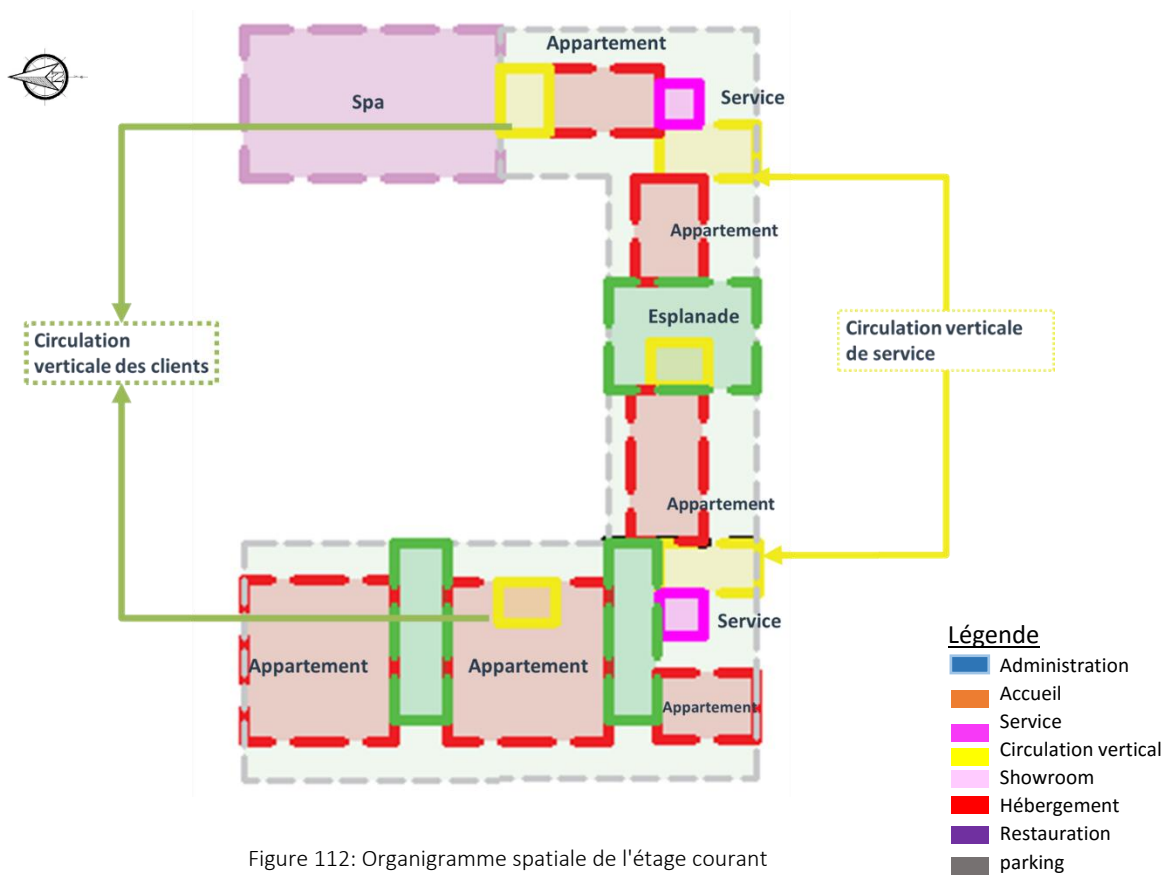 Appartement
Spa
Service
Appartement
Esplanade
Circulation
verticale des clients
Circulation verticale
de service
Appartement
Service
Appartement
Appartement
Appartement
Légende
Administration
Accueil
Service
Circulation vertical
Showroom
Hébergement
Restauration
parking
Figure 112: Organigramme spatiale de l'étage courant